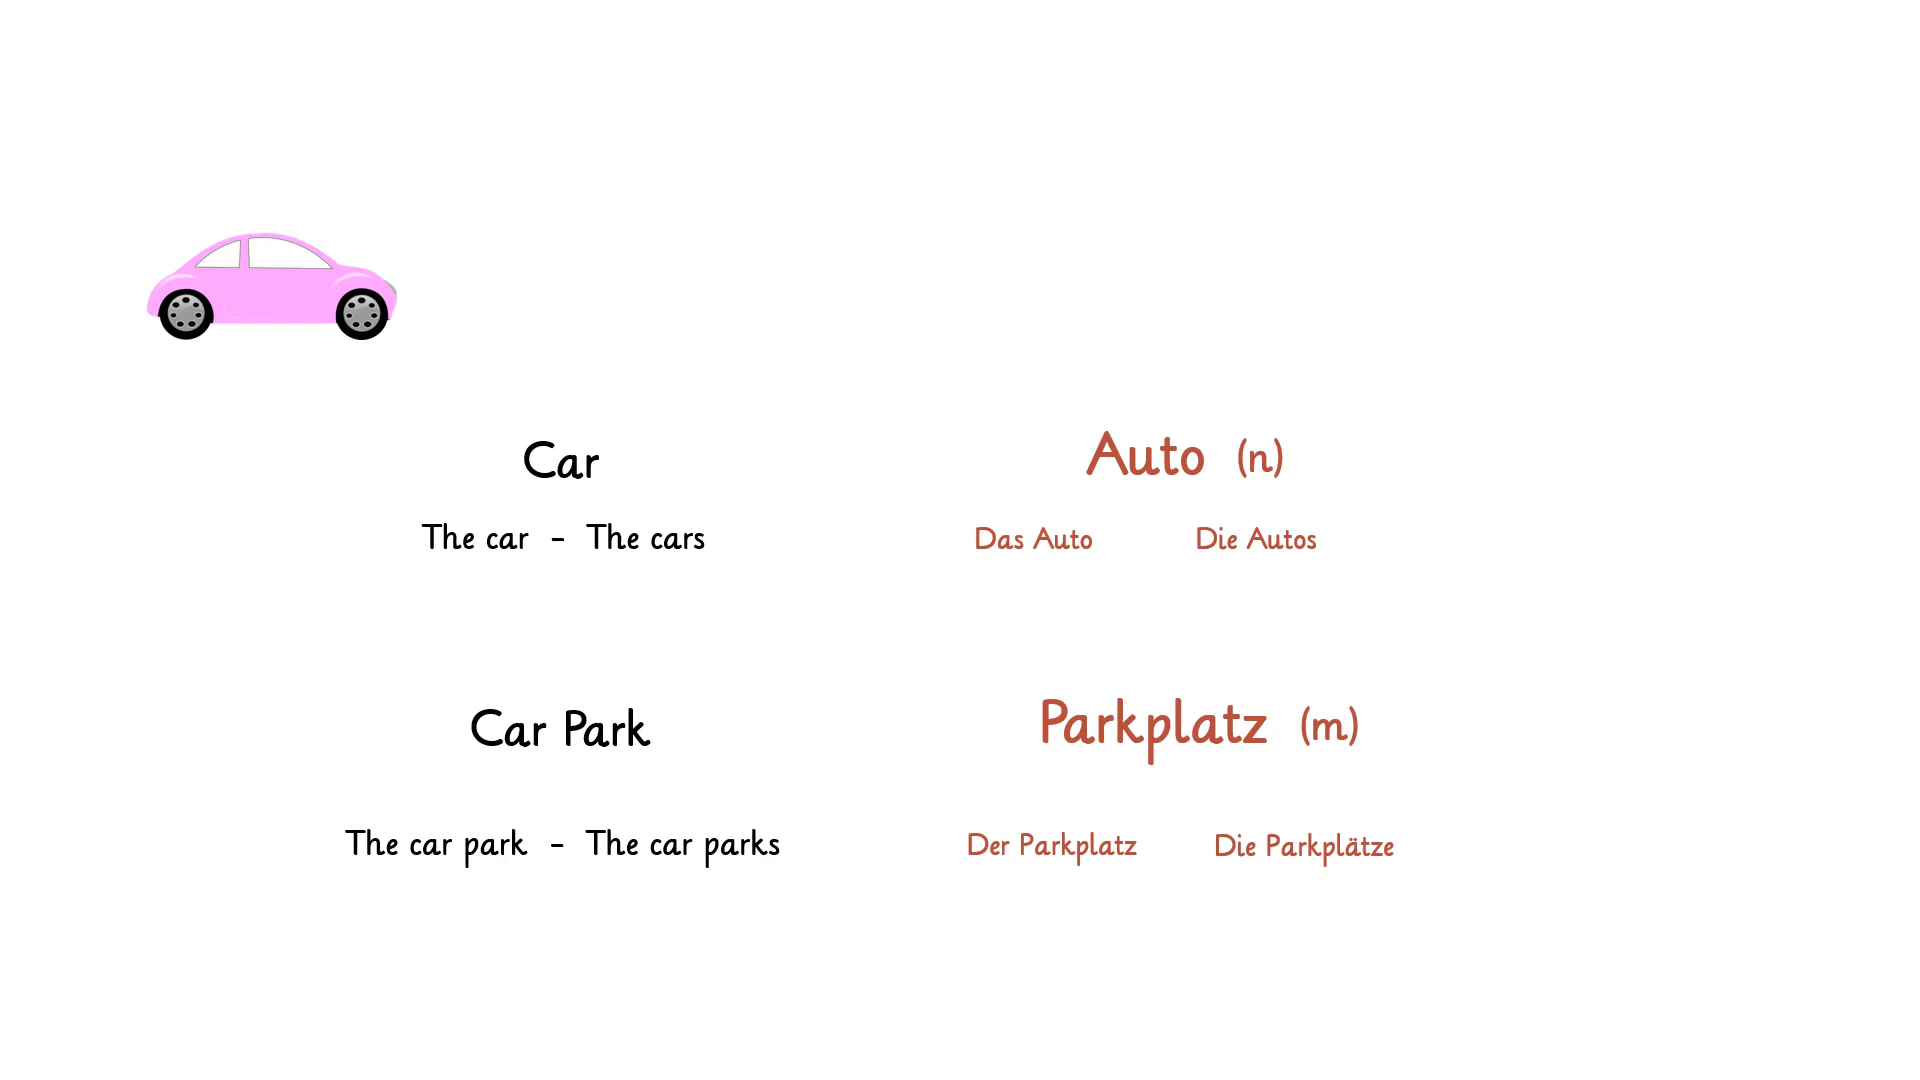 Car Auto (n)
The car - The cars Das Auto Die Autos
Car Park Parkplatz (m)
The car park - The car parks Der Parkplatz Die Parkplätze